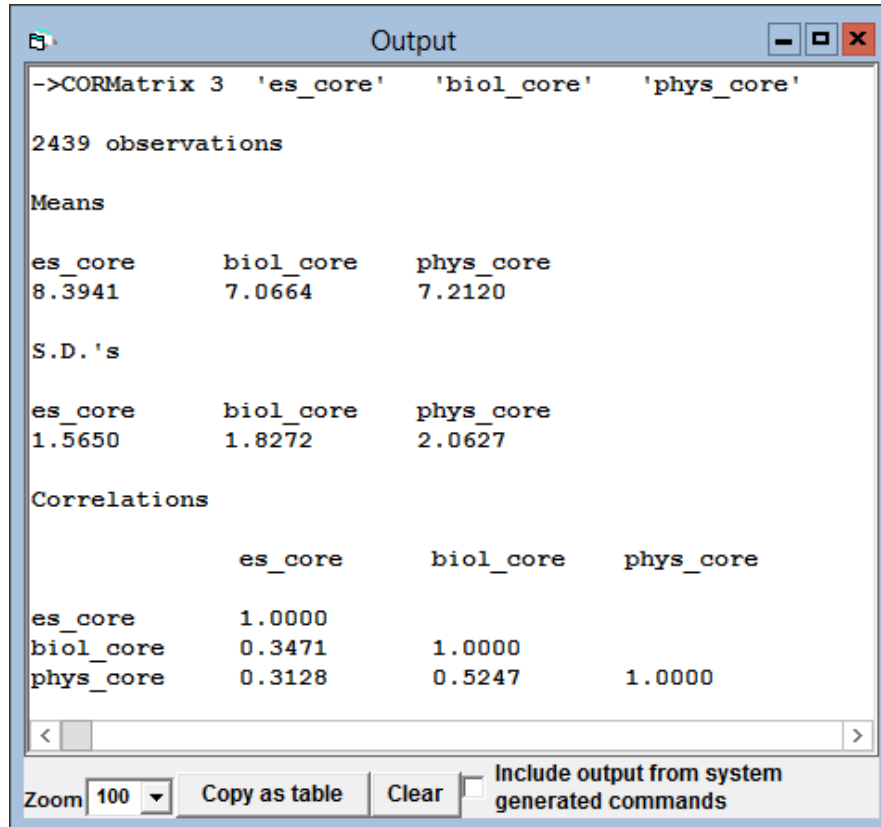 Output
->CORMatrix 3 'es_core' 'biol_core' 'phys_core'
2439 observations
Means
es_core biol_core phys_core
8.3941 7.0664 7.2120
S.D.'s
es_core biol_core phys_core
1.5650 1.8272 2.0627
Correlations
es_core biol_core phys_core
es_core 1.0000
biol_core 0.3471 1.0000
phys_core 0.3128 0.5247 1.0000
Zoom 100 Copy as table Clear Include output from system
generated commands